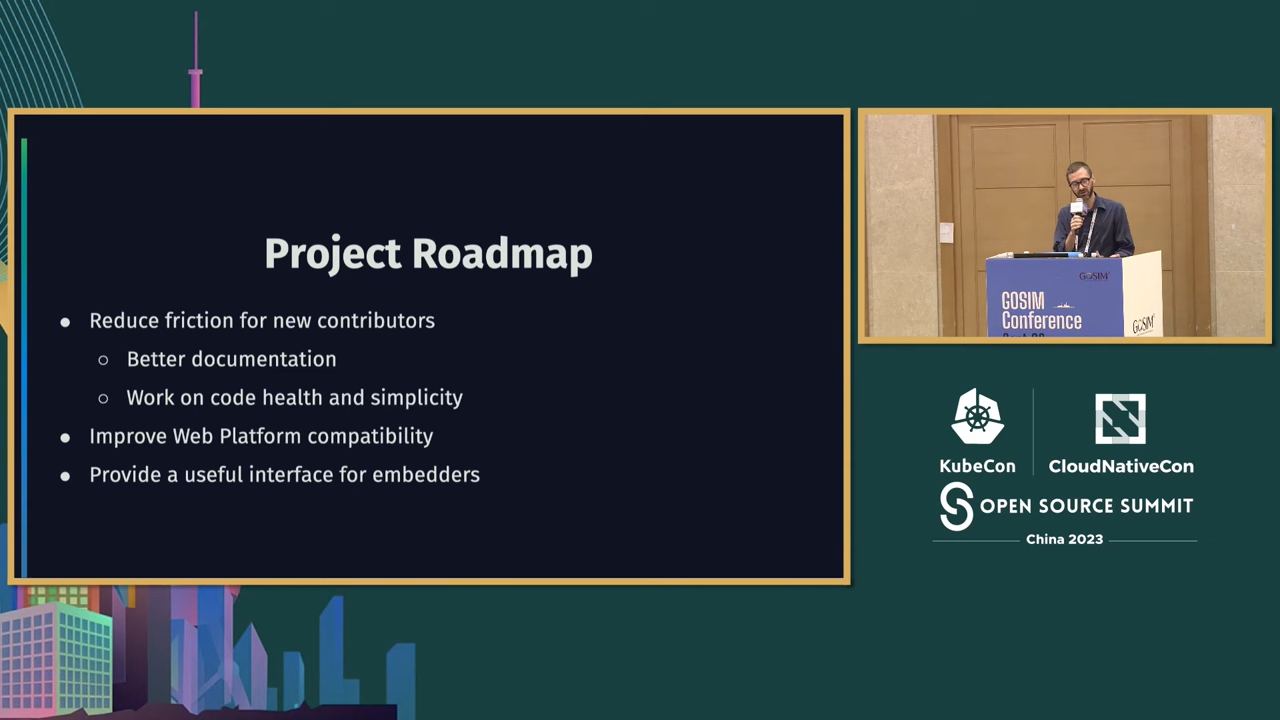 Project Roadmap
Reduce friction for new contributors
Better documentation
Work on code health and simplicity
Improve Web Platform compatibility
Provide a useful interface for embedders
GOSIM
GOSIM
Conference
GOSIM
KubeCon
CloudNativeCon
OPEN SOURCE SUMMIT
China 2023